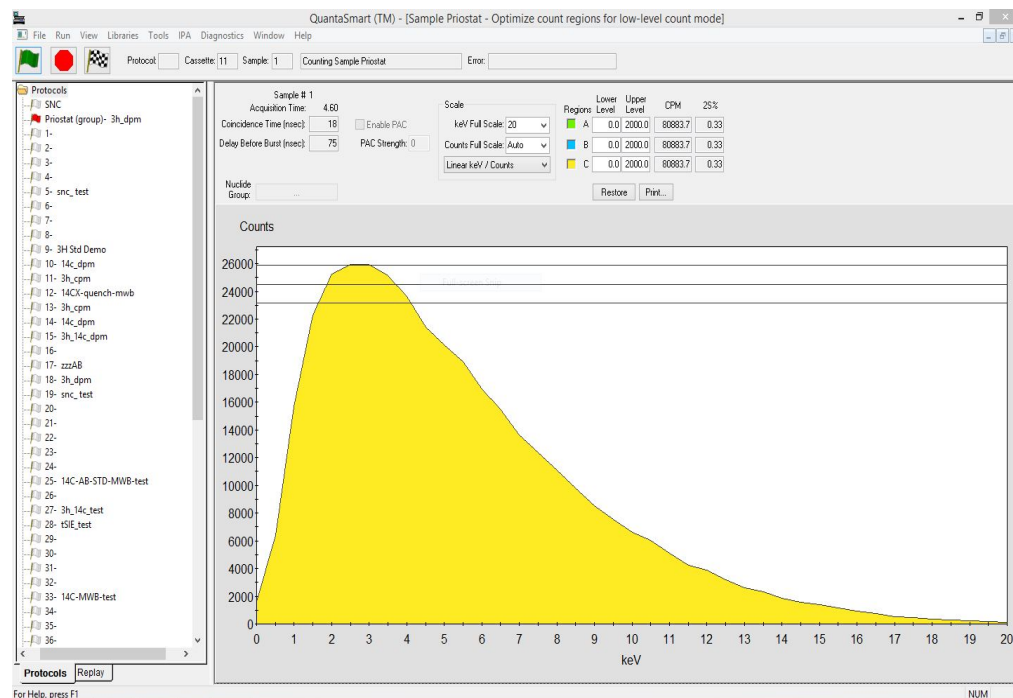 QuantaSmart (TM) - [Sample Priostat - Optimize count regions for low-level count mode]
File Run View Libraries Tools IPA Diagnostics Window Help
Protocol: Cassette: 11 Sample: 1 Counting Sample Priostat Error:
Protocols
SNC
Priostat (group)- 3h_dpm
1-
2-
3-
4-
5- snc_test
6-
7-
8-
9- 3H Std Demo
10- 14c_dpm
11- 3h_cpm
12- 14CX-quench-mwb
13- 3h_cpm
14- 14c_dpm
15- 3h_14c_dpm
16-
17- zzzAB
18- 3h_dpm
19- snc_test
20-
21-
22-
23-
24-
25- 14C-AB-STD-MWB-test
26-
27- 3h_14c_test
28- tSIE_test
29-
30-
31-
32-
33- 14C-MWB-test
34-
35-
36-
Protocols Replay
Sample # 1
Acquisition Time: 4.60
Coincidence Time (nsec): 18 Enable PAC
Delay Before Burst (nsec): 75 PAC Strength: 0
Nuclide
Group: ...
Scale
keV Full Scale: 20
Counts Full Scale: Auto
Linear keV / Counts
Regions Lower Level Upper Level CPM 2S%
A 0.0 2000.0 80883.7 0.33
B 0.0 2000.0 80883.7 0.33
C 0.0 2000.0 80883.7 0.33
Restore Print...
Counts
26000
24000
22000
20000
18000
16000
14000
12000
10000
8000
6000
4000
2000
0
0 1 2 3 4 5 6 7 8 9 10 11 12 13 14 15 16 17 18 19 20
keV
For Help, press F1 NUM